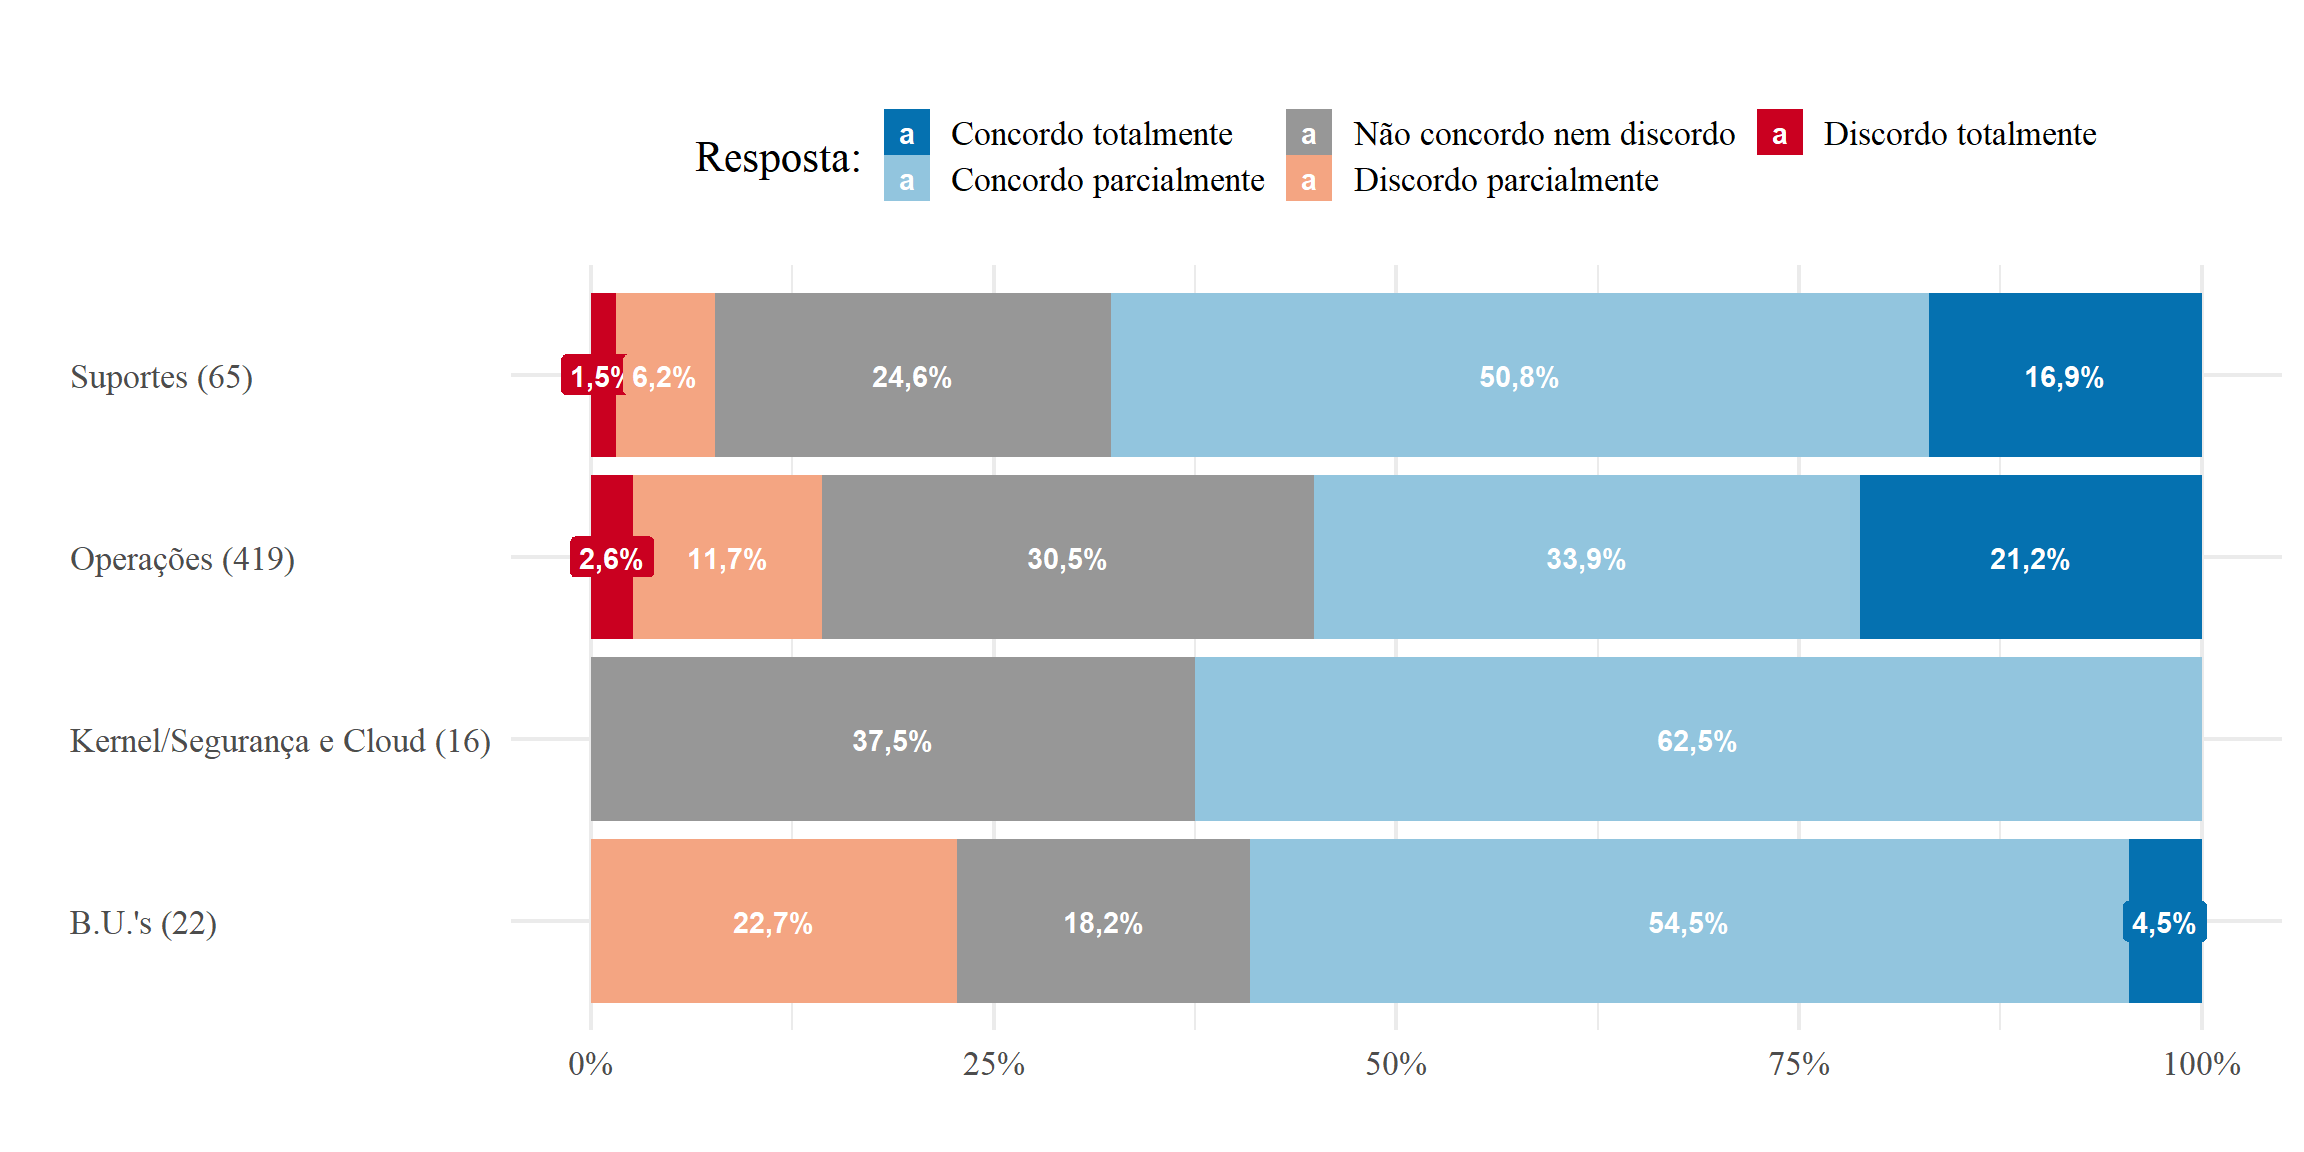 Resposta:
a Concordo totalmente a Não concordo nem discordo a Discordo totalmente
a Concordo parcialmente a Discordo parcialmente
Suportes (65) 1,5% 6,2% 24,6% 50,8% 16,9%
Operações (419) 2,6% 11,7% 30,5% 33,9% 21,2%
Kernel/Segurança e Cloud (16) 37,5% 62,5%
B.U.'s (22) 22,7% 18,2% 54,5% 4,5%
0% 25% 50% 75% 100%